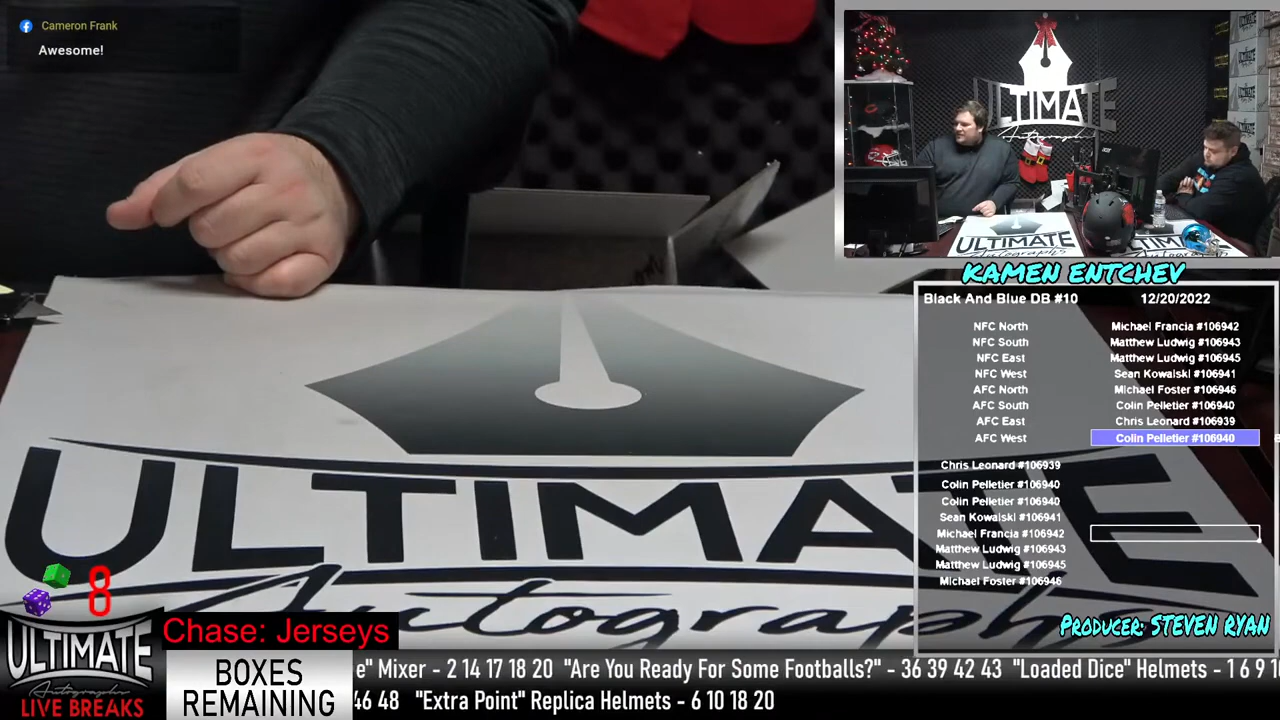 Cameron Frank
Awesome!
ULTIMATE
Autographs
ULTIMATE
Autographs
ULTIMATE
KAMEN ENTCHEV
Black And Blue DB #10 12/20/2022
NFC North Michael Francia #106942
NFC South Matthew Ludwig #106943
NFC East Matthew Ludwig #106945
NFC West Sean Kowalski #106941
AFC North Michael Foster #106946
AFC South Colin Pelletier #106940
AFC East Chris Leonard #106939
AFC West Colin Pelletier #106940
Chris Leonard #106939
Colin Pelletier #106940
Colin Pelletier #106940
Sean Kowalski #106941
Michael Francia #106942
Matthew Ludwig #106943
Matthew Ludwig #106945
Michael Foster #106946
Producer: STEVEN RYAN
ULTIMATE
Autographs
8
Chase: Jerseys
ULTIMATE
Autographs
LIVE BREAKS
BOXES
REMAINING
e" Mixer - 2 14 17 18 20 "Are You Ready For Some Footballs?" - 36 39 42 43 "Loaded Dice" Helmets - 1 6 9 1
46 48 "Extra Point" Replica Helmets - 6 10 18 20